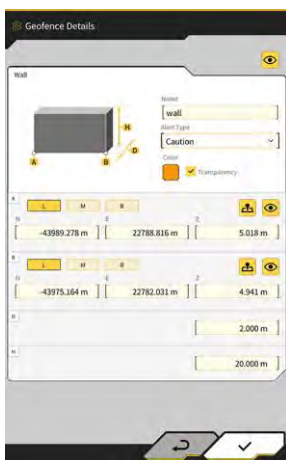 Geofence Details
Wall
H
D
A
B
Name
wall
Alert Type
Caution
Color
Transparency
A
L M R
N E Z
-43989.278 m 22788.816 m 5.018 m
B
L M R
N E Z
-43975.164 m 22782.031 m 4.941 m
D
2.000 m
H
20.000 m